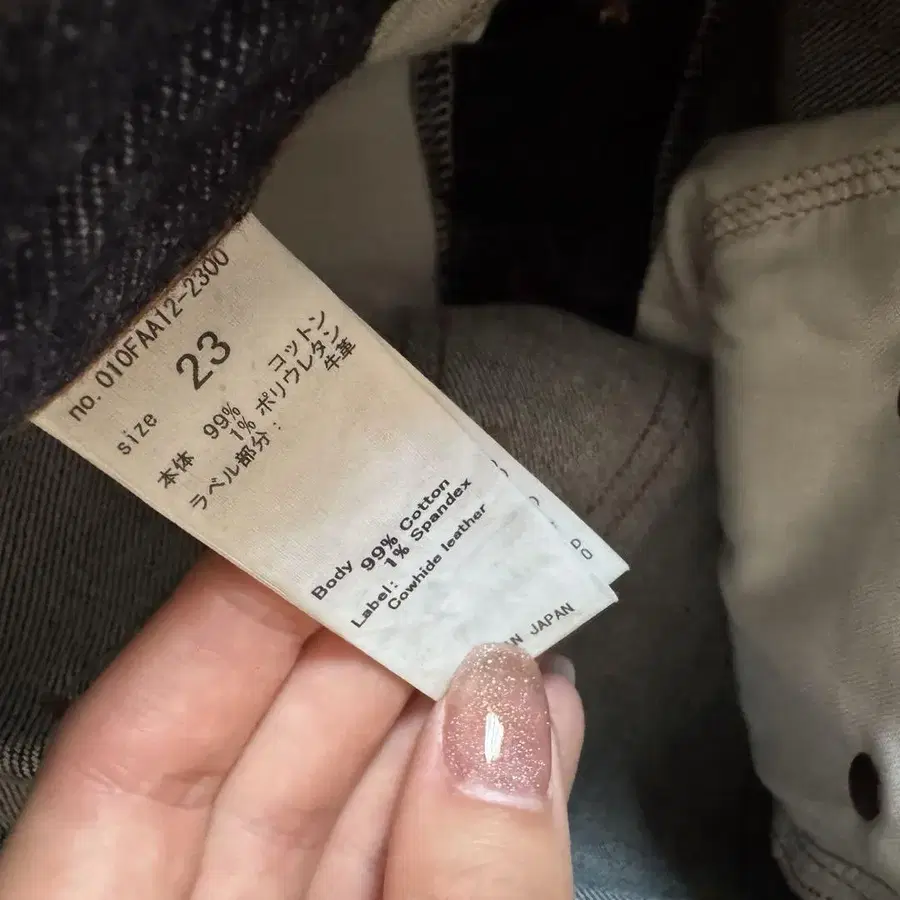 no. 010FAA12-2300
size 23
本体 99% コットン
1% ポリウレタン
ラベル部分: 牛革
Body 99% Cotton
1% Spandex
Label:
Cowhide leather
JAPAN
D
0